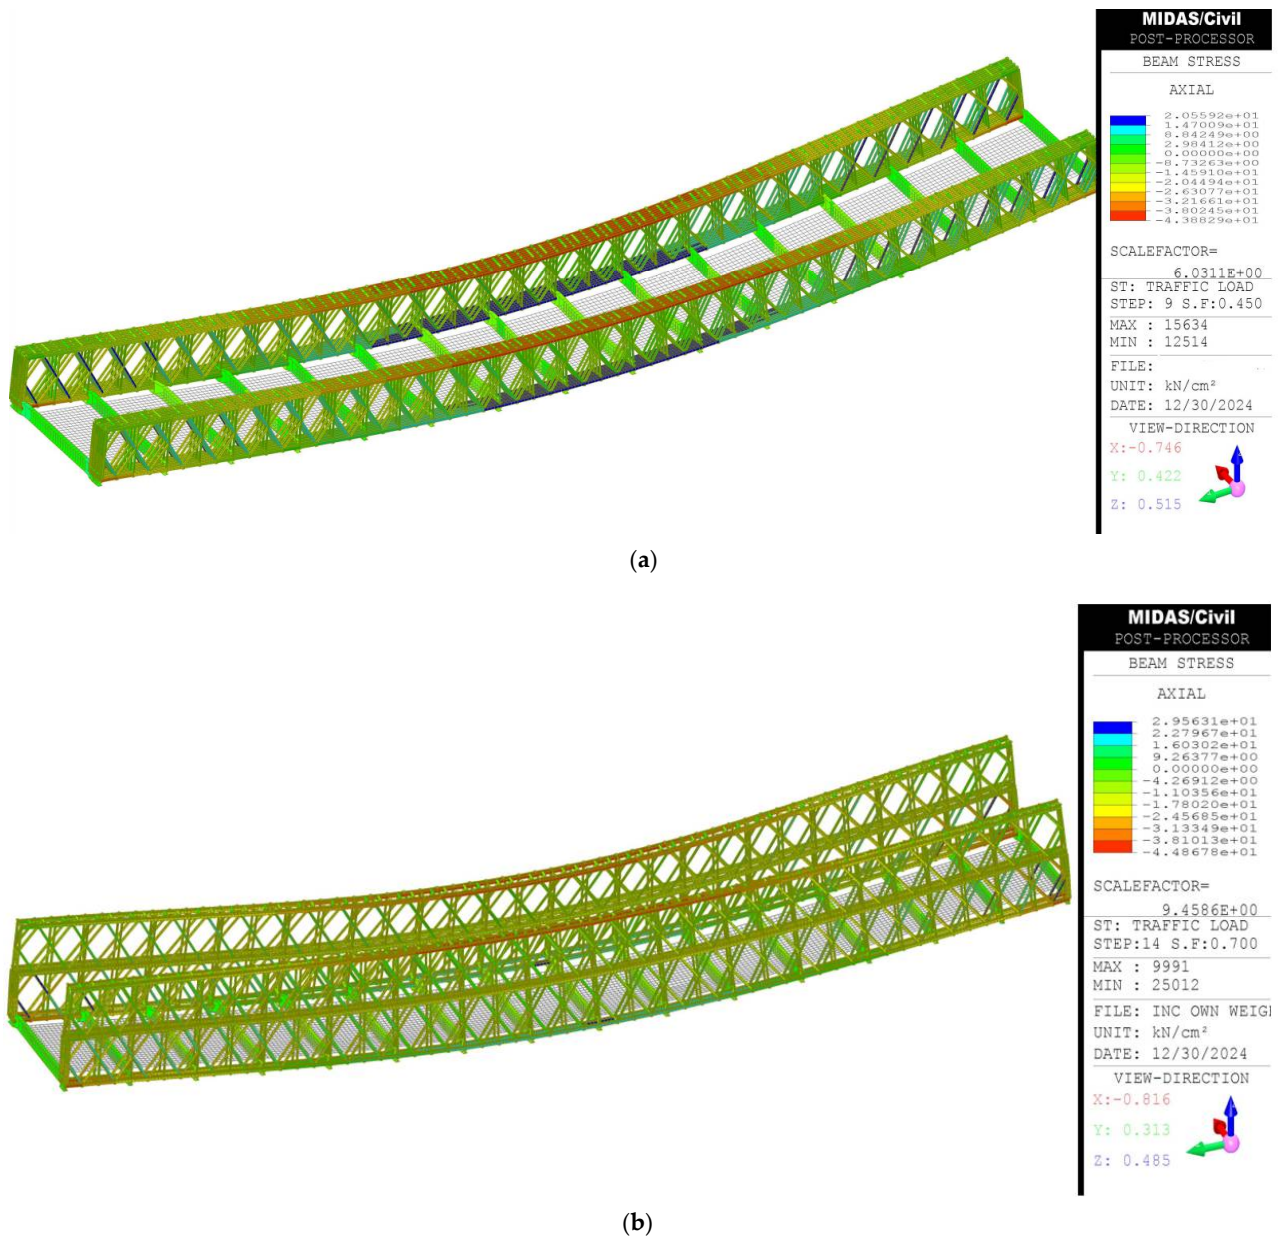 MIDAS/Civil
POST-PROCESSOR
BEAM STRESS
AXIAL
2.05592e+01
1.47009e+01
8.84249e+00
2.98412e+00
0.00000e+00
-8.73263e+00
-1.45910e+01
-2.04494e+01
-2.63077e+01
-3.21661e+01
-3.80245e+01
-4.38829e+01
SCALEFACTOR=
6.0311E+00
ST: TRAFFIC LOAD
STEP: 9 S.F:0.450
MAX : 15634
MIN : 12514
FILE:
UNIT: kN/cm²
DATE: 12/30/2024
VIEW-DIRECTION
X:-0.746
Y: 0.422
Z: 0.515
(a)
MIDAS/Civil
POST-PROCESSOR
BEAM STRESS
AXIAL
2.95631e+01
2.27967e+01
1.60302e+01
9.26377e+00
0.00000e+00
-4.26912e+00
-1.10356e+01
-1.78020e+01
-2.45685e+01
-3.13349e+01
-3.81013e+01
-4.48678e+01
SCALEFACTOR=
9.4586E+00
ST: TRAFFIC LOAD
STEP:14 S.F:0.700
MAX : 9991
MIN : 25012
FILE: INC OWN WEIG
UNIT: kN/cm²
DATE: 12/30/2024
VIEW-DIRECTION
X:-0.816
Y: 0.313
Z: 0.485
(b)